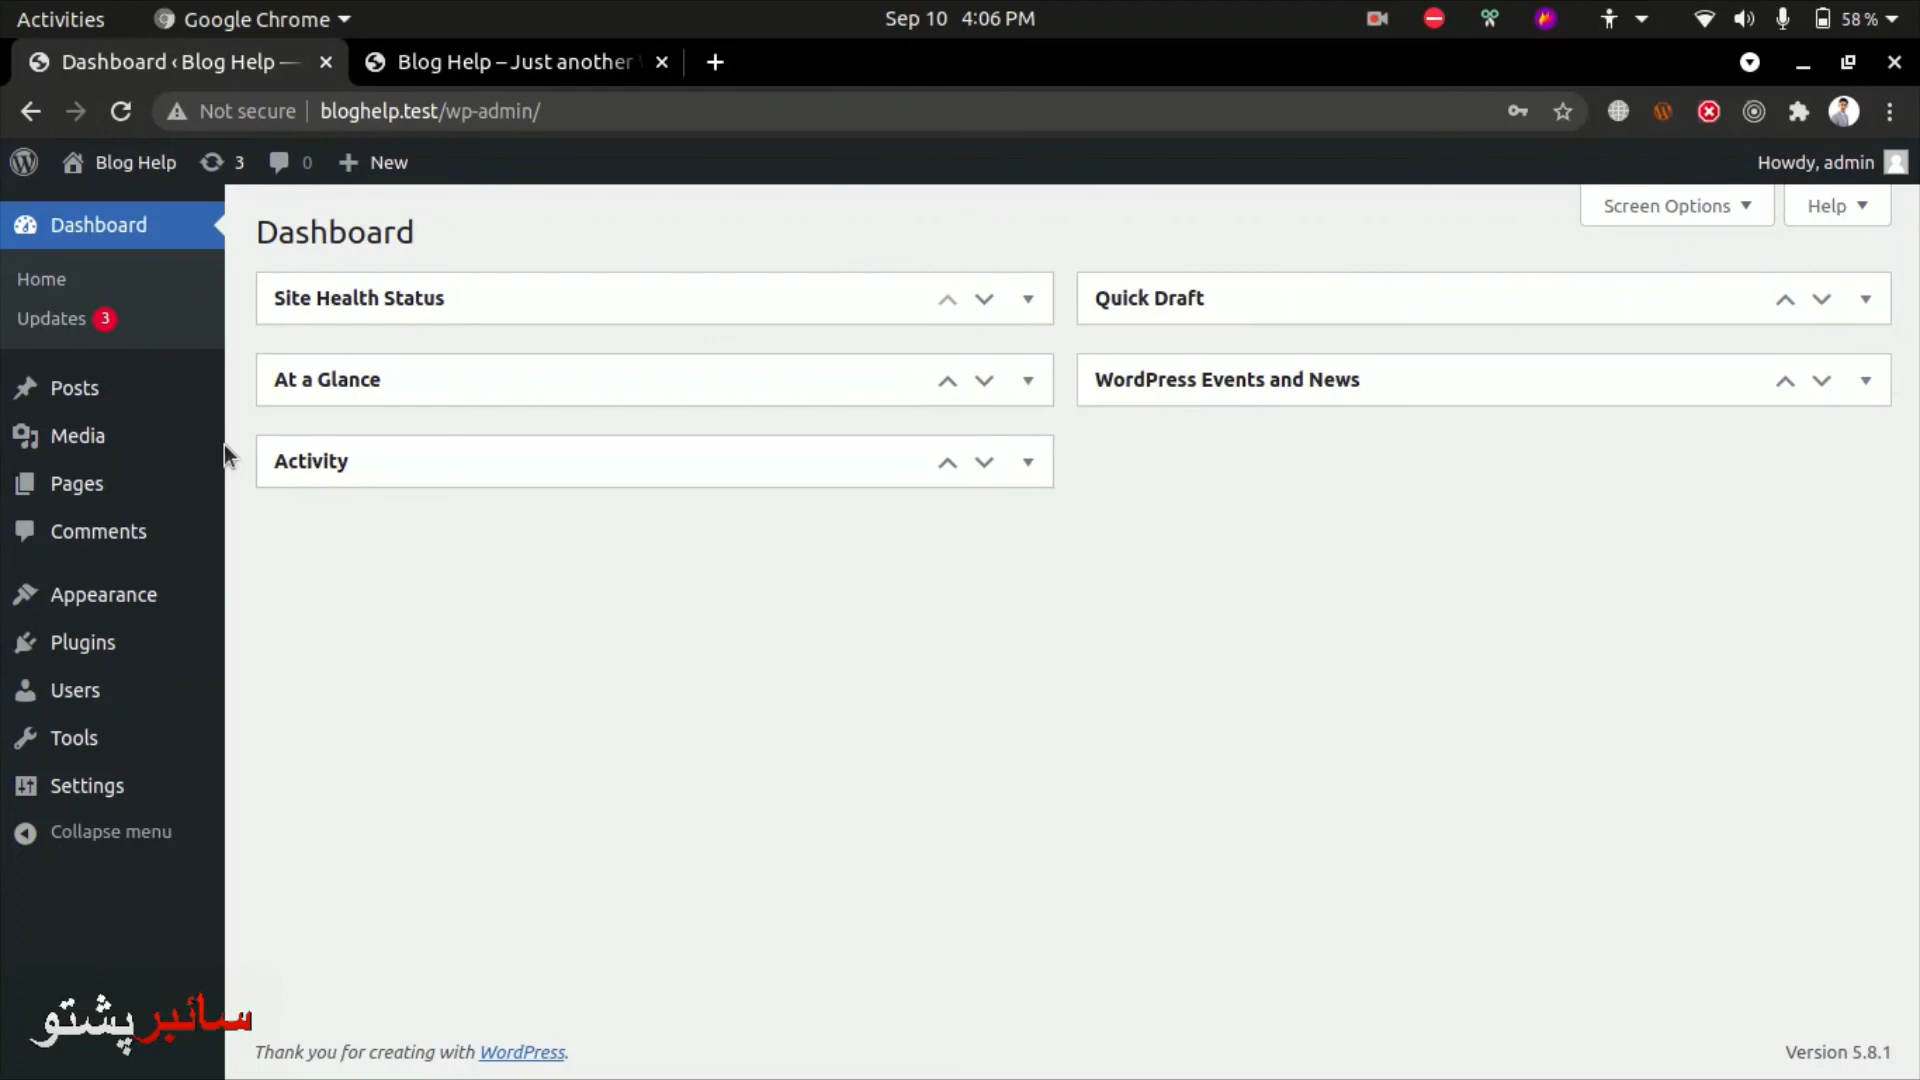 Activities
Google Chrome
Sep 10 4:06 PM
58 %
Dashboard ‹ Blog Help —
Blog Help – Just another
Not secure
bloghelp.test/wp-admin/
Blog Help
3
0
New
Howdy, admin
Dashboard
Home
Updates 3
Posts
Media
Pages
Comments
Appearance
Plugins
Users
Tools
Settings
Collapse menu
Screen Options
Help
Dashboard
Site Health Status
Quick Draft
At a Glance
WordPress Events and News
Activity
سائبر پشتو
Thank you for creating with WordPress.
Version 5.8.1